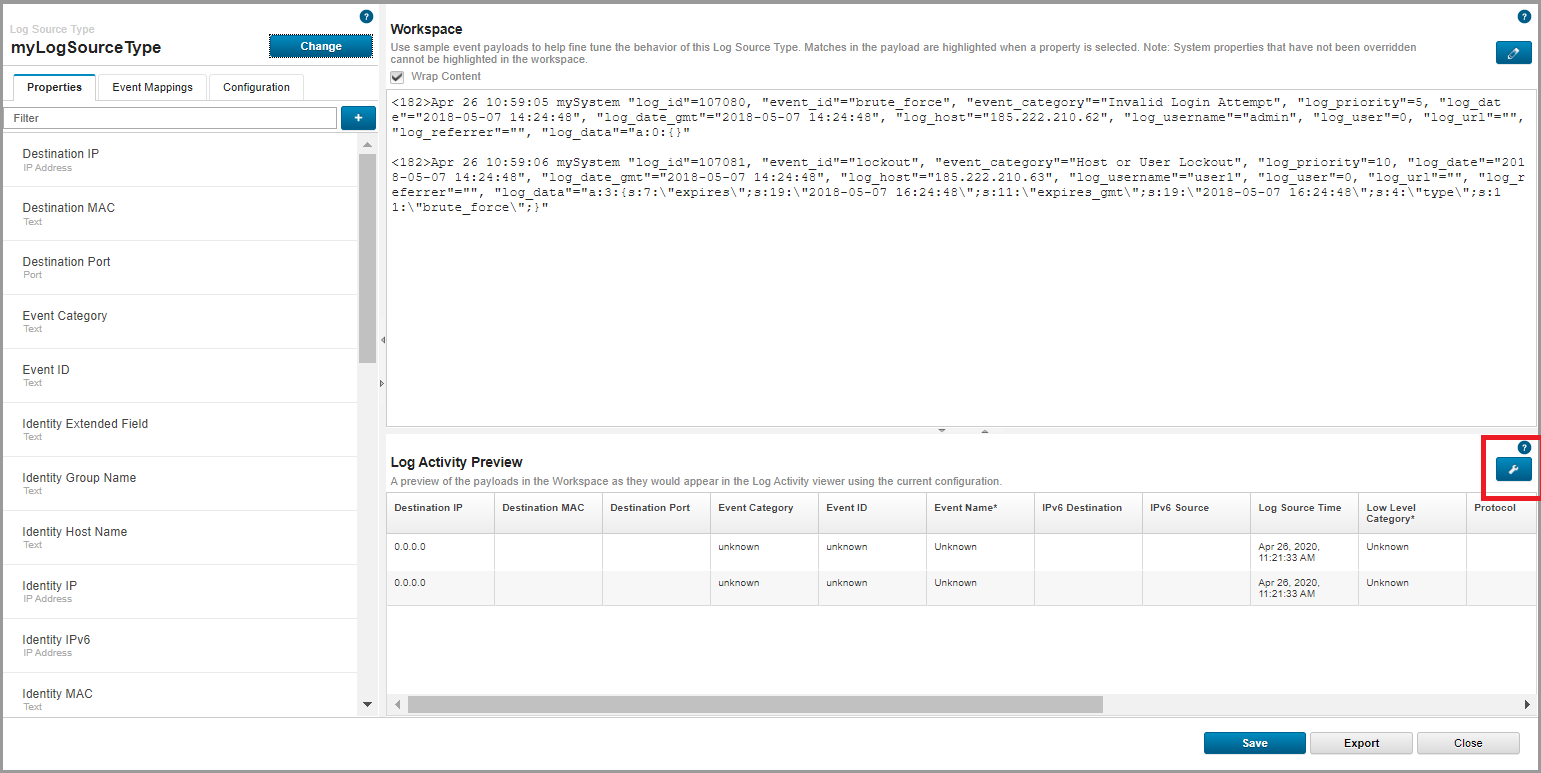 Log Source Type
myLogSourceType
Change
Properties
Event Mappings
Configuration
Filter
+
Destination IP
IP Address
Destination MAC
Text
Destination Port
Port
Event Category
Text
Event ID
Text
Identity Extended Field
Text
Identity Group Name
Text
Identity Host Name
Text
Identity IP
IP Address
Identity IPv6
IP Address
Identity MAC
Text
?
Workspace
Use sample event payloads to help fine tune the behavior of this Log Source Type. Matches in the payload are highlighted when a property is selected. Note: System properties that have not been overridden
cannot be highlighted in the workspace.
Wrap Content
?
<182>Apr 26 10:59:05 mySystem "log_id"=107080, "event_id"="brute_force", "event_category"="Invalid Login Attempt", "log_priority"=5, "log_dat
e"="2018-05-07 14:24:48", "log_date_gmt"="2018-05-07 14:24:48", "log_host"="185.222.210.62", "log_username"="admin", "log_user"=0, "log_url"="",
"log_referrer"="", "log_data"="a:0:{}"
<182>Apr 26 10:59:06 mySystem "log_id"=107081, "event_id"="lockout", "event_category"="Host or User Lockout", "log_priority"=10, "log_date"="201
8-05-07 14:24:48", "log_date_gmt"="2018-05-07 14:24:48", "log_host"="185.222.210.63", "log_username"="user1", "log_user"=0, "log_url"="", "log_r
eferrer"="", "log_data"="a:3:{s:7:\"expires\";s:19:\"2018-05-07 16:24:48\";s:11:\"expires_gmt\";s:19:\"2018-05-07 16:24:48\";s:4:\"type\";s:1
1:\"brute_force\";}"
Log Activity Preview
A preview of the payloads in the Workspace as they would appear in the Log Activity viewer using the current configuration.
?
Destination IP Destination MAC Destination Port Event Category Event ID Event Name* IPv6 Destination IPv6 Source Log Source Time Low Level Category* Protocol
0.0.0.0 unknown unknown Unknown Apr 26, 2020, 11:21:33 AM Unknown
0.0.0.0 unknown unknown Unknown Apr 26, 2020, 11:21:33 AM Unknown
Save
Export
Close